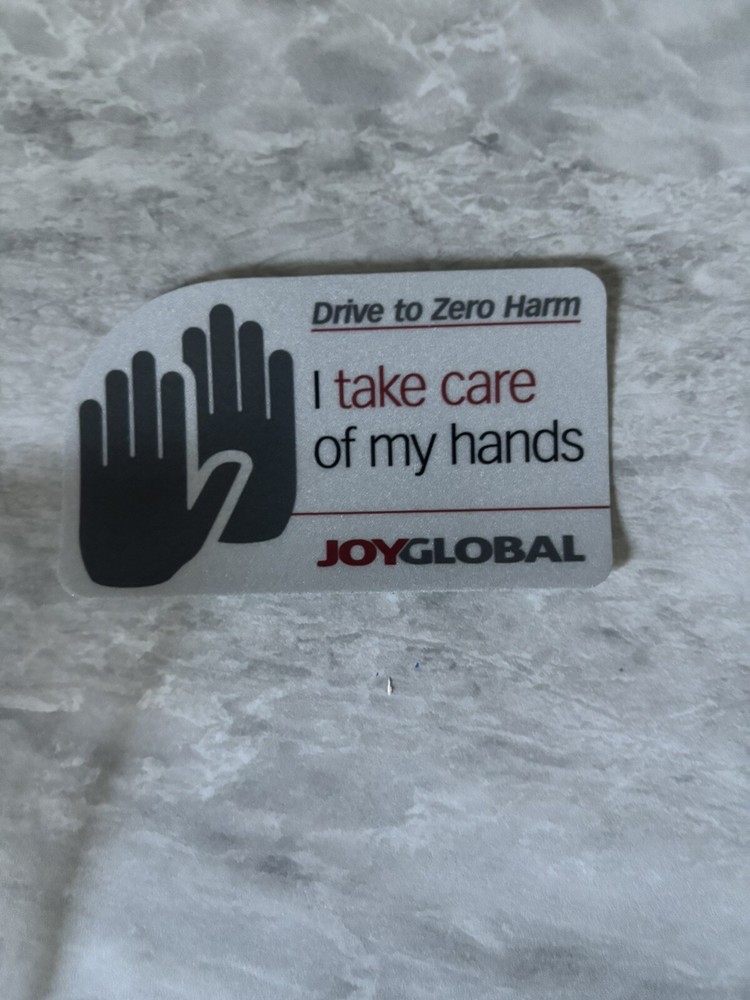 Drive to Zero Harm
I take care
of my hands
JOYGLOBAL